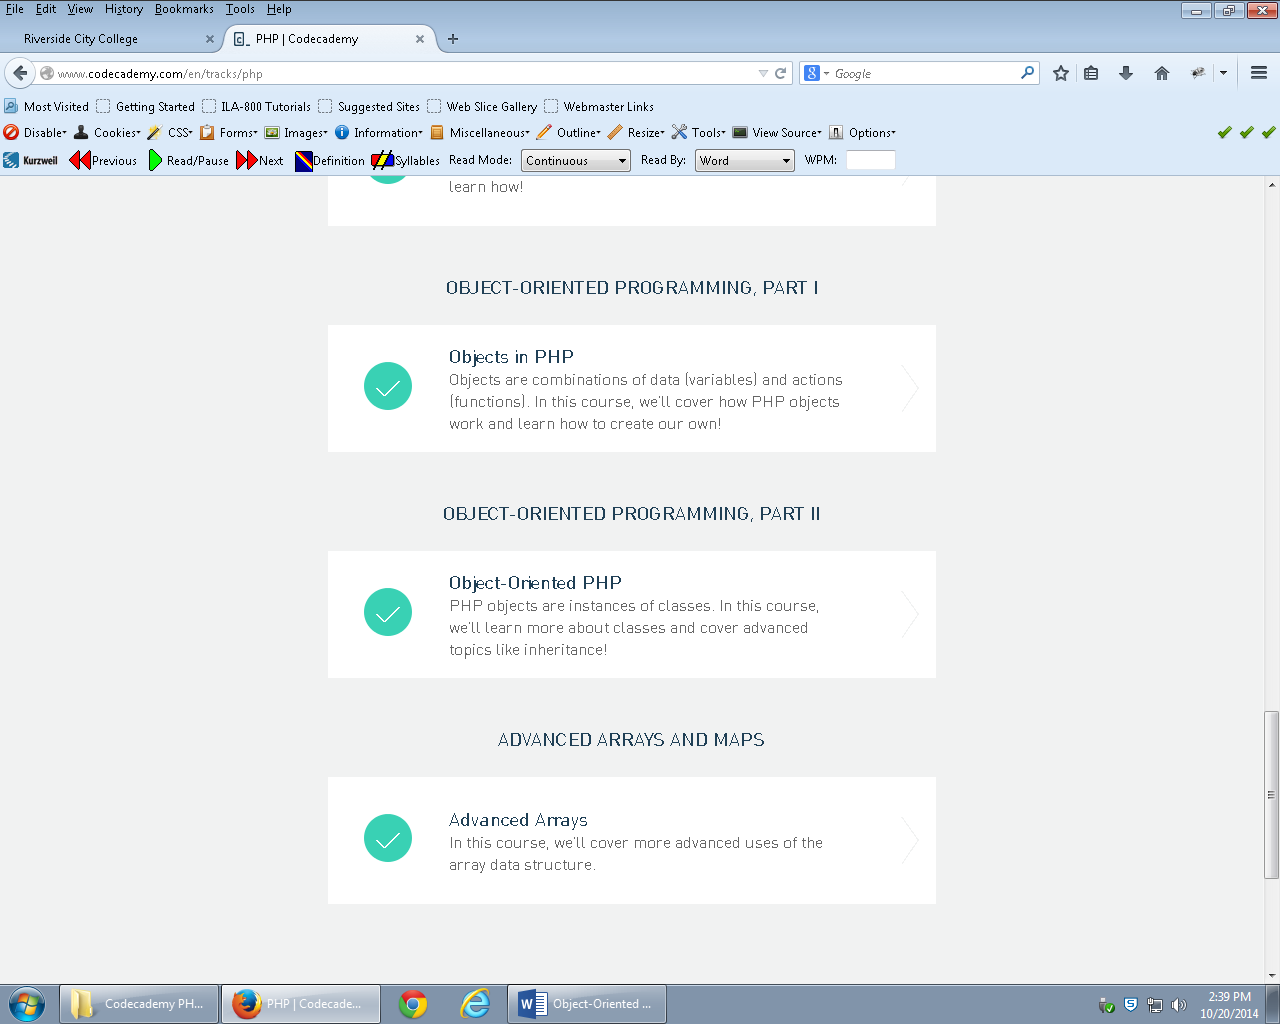 File Edit View History Bookmarks Tools Help
Riverside City College PHP | Codecademy
www.codecademy.com/en/tracks/php Google
Most Visited Getting Started ILA-800 Tutorials Suggested Sites Web Slice Gallery Webmaster Links
Disable Cookies CSS Forms Images Information Miscellaneous Outline Resize Tools View Source Options
Kurzweil Previous Read/Pause Next Definition Syllables Read Mode: Continuous Read By: Word WPM:
learn how!
OBJECT-ORIENTED PROGRAMMING, PART I
Objects in PHP
Objects are combinations of data (variables) and actions
(functions). In this course, we'll cover how PHP objects
work and learn how to create our own!
OBJECT-ORIENTED PROGRAMMING, PART II
Object-Oriented PHP
PHP objects are instances of classes. In this course,
we'll learn more about classes and cover advanced
topics like inheritance!
ADVANCED ARRAYS AND MAPS
Advanced Arrays
In this course, we'll cover more advanced uses of the
array data structure.
Codecademy PH... PHP | Codecade... Object-Oriented ...
2:39 PM
10/20/2014